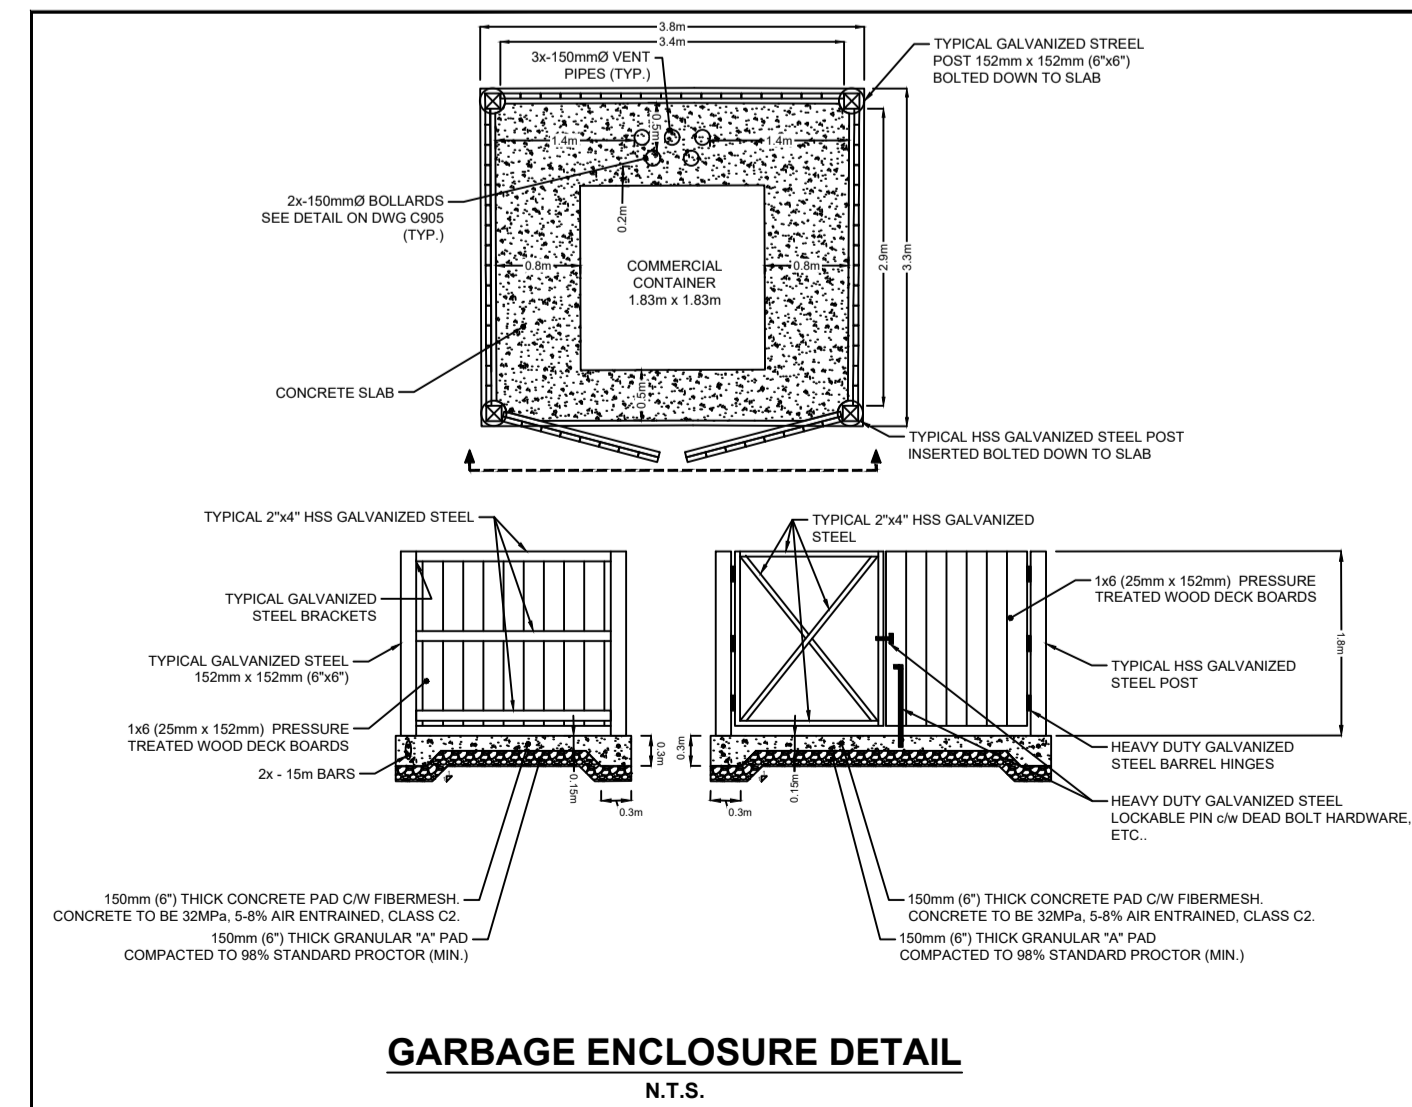 3.8m
3.4m
3x-150mmØ VENT
PIPES (TYP.)
TYPICAL GALVANIZED STREEL
POST 152mm x 152mm (6"x6")
BOLTED DOWN TO SLAB
0.5m
1.4m
1.4m
2x-150mmØ BOLLARDS
SEE DETAIL ON DWG C905
(TYP.)
0.2m
0.8m
0.8m
2.9m
3.3m
COMMERCIAL
CONTAINER
1.83m x 1.83m
CONCRETE SLAB
0.5m
TYPICAL HSS GALVANIZED STEEL POST
INSERTED BOLTED DOWN TO SLAB
TYPICAL 2"x4" HSS GALVANIZED STEEL
TYPICAL GALVANIZED
STEEL BRACKETS
TYPICAL GALVANIZED STEEL
152mm x 152mm (6"x6")
1x6 (25mm x 152mm) PRESSURE
TREATED WOOD DECK BOARDS
2x - 15m BARS
0.3m
0.15m
0.3m
TYPICAL 2"x4" HSS GALVANIZED
STEEL
1x6 (25mm x 152mm) PRESSURE
TREATED WOOD DECK BOARDS
1.8m
TYPICAL HSS GALVANIZED
STEEL POST
HEAVY DUTY GALVANIZED
STEEL BARREL HINGES
HEAVY DUTY GALVANIZED STEEL
LOCKABLE PIN c/w DEAD BOLT HARDWARE,
ETC..
0.3m
0.15m
0.3m
150mm (6") THICK CONCRETE PAD C/W FIBERMESH.
CONCRETE TO BE 32MPa, 5-8% AIR ENTRAINED, CLASS C2.
150mm (6") THICK GRANULAR "A" PAD
COMPACTED TO 98% STANDARD PROCTOR (MIN.)
150mm (6") THICK CONCRETE PAD C/W FIBERMESH.
CONCRETE TO BE 32MPa, 5-8% AIR ENTRAINED, CLASS C2.
150mm (6") THICK GRANULAR "A" PAD
COMPACTED TO 98% STANDARD PROCTOR (MIN.)
GARBAGE ENCLOSURE DETAIL
N.T.S.